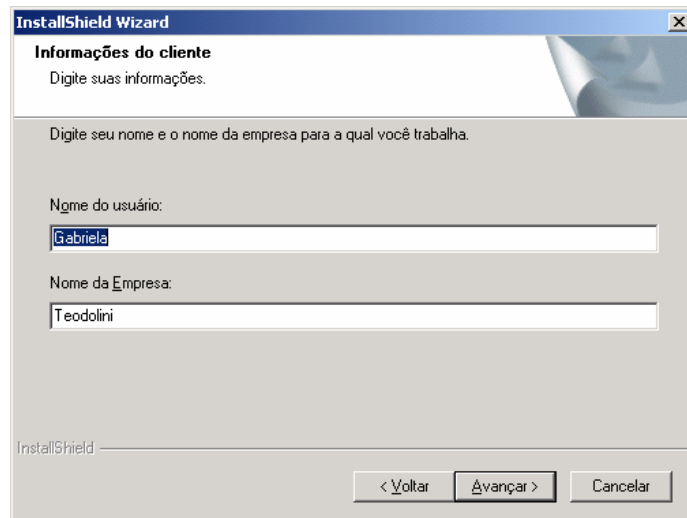 InstallShield Wizard
Informações do cliente
Digite suas informações.
Digite seu nome e o nome da empresa para a qual você trabalha.
Nome do usuário:
Gabriela
Nome da Empresa:
Teodolini
InstallShield
< Voltar Avançar > Cancelar